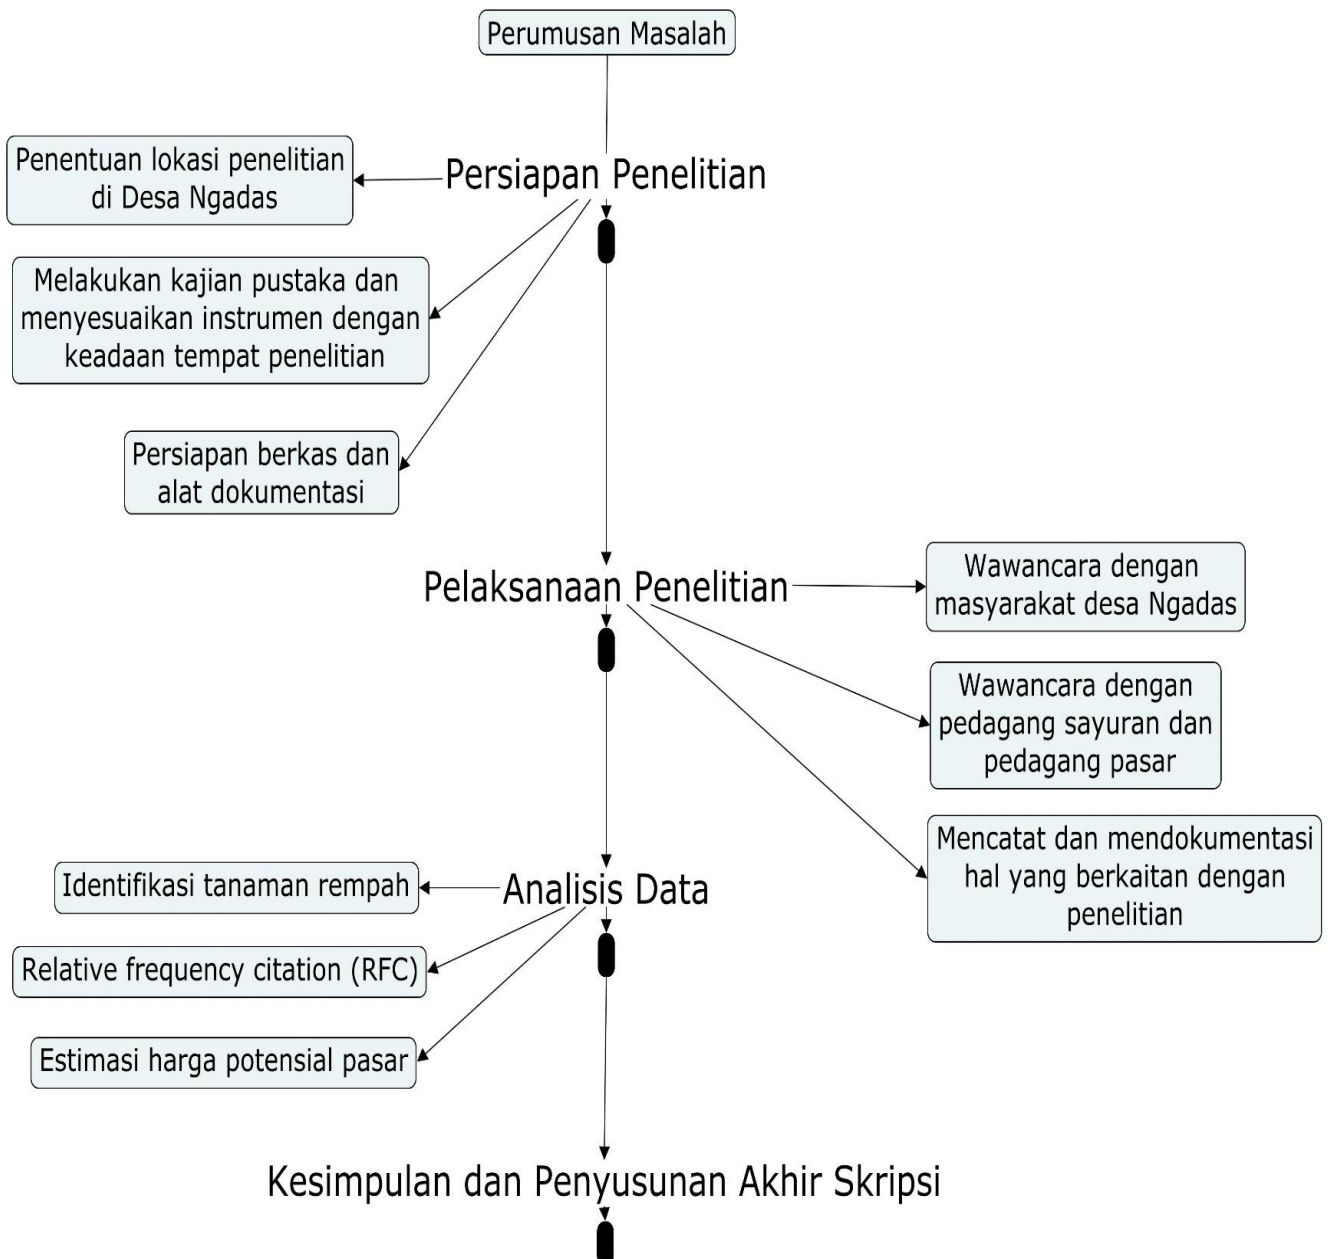 Perumusan Masalah
Persiapan Penelitian
Penentuan lokasi penelitian
di Desa Ngadas
Melakukan kajian pustaka dan
menyesuaikan instrumen dengan
keadaan tempat penelitian
Persiapan berkas dan
alat dokumentasi
Pelaksanaan Penelitian
Wawancara dengan
masyarakat desa Ngadas
Wawancara dengan
pedagang sayuran dan
pedagang pasar
Mencatat dan mendokumentasi
hal yang berkaitan dengan
penelitian
Analisis Data
Identifikasi tanaman rempah
Relative frequency citation (RFC)
Estimasi harga potensial pasar
Kesimpulan dan Penyusunan Akhir Skripsi